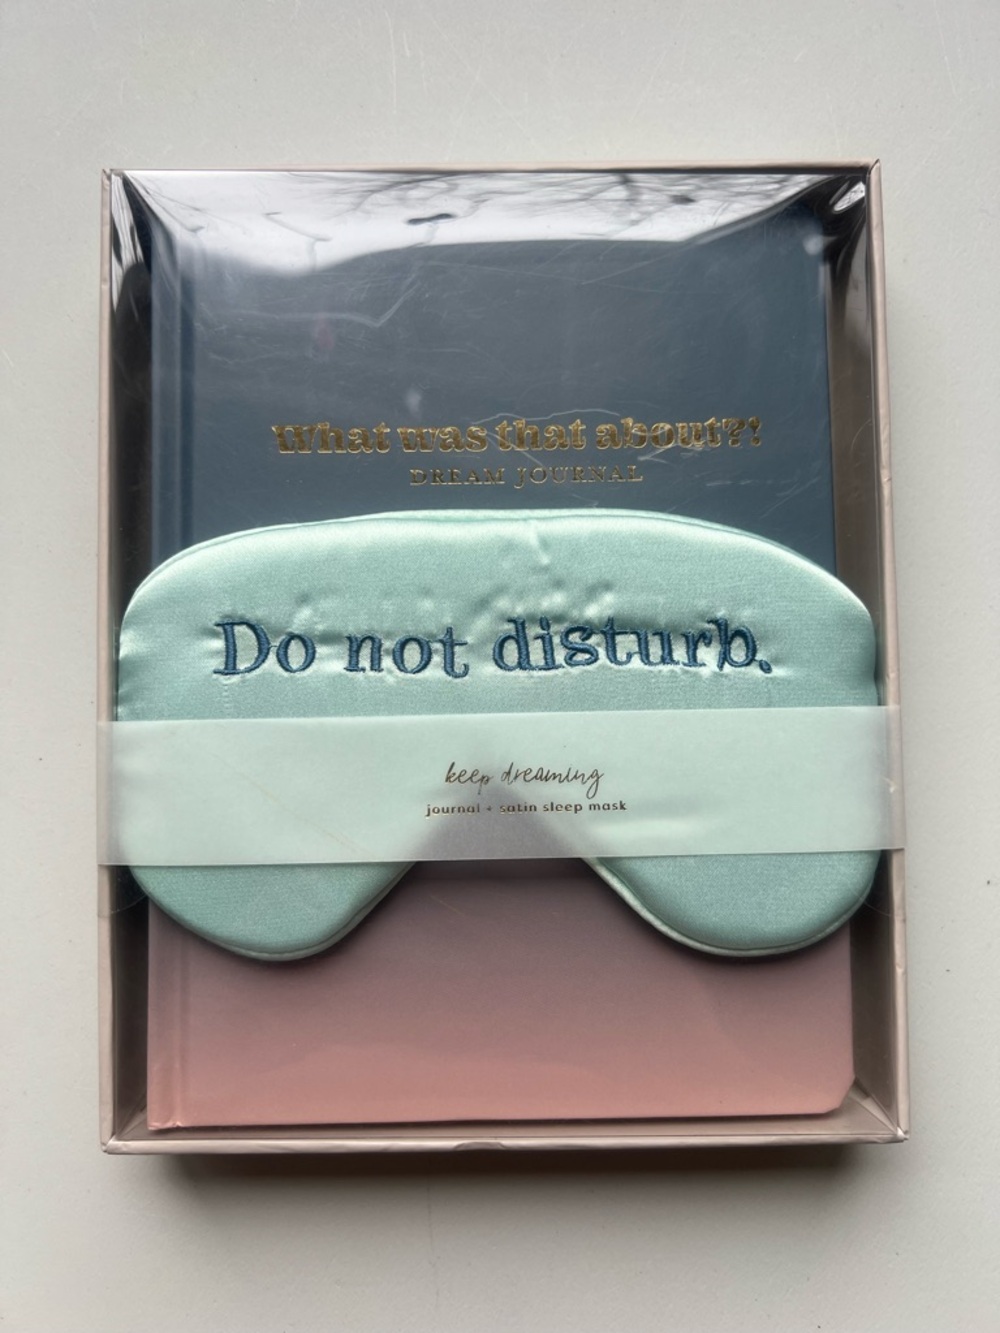 What was that about?!
DREAM JOURNAL
Do not disturb.
keep dreaming
journal + satin sleep mask